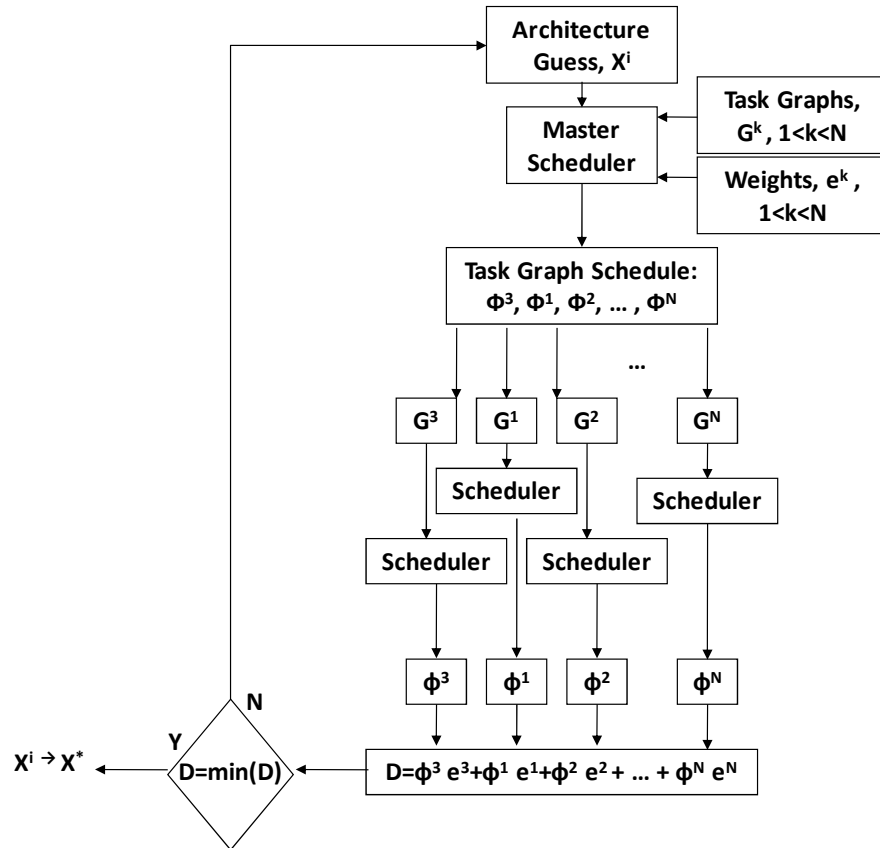 Architecture
Guess, Xⁱ
Task Graphs,
Gᵏ , 1<k<N
Master
Scheduler
Weights, eᵏ ,
1<k<N
Task Graph Schedule:
Φ³, Φ¹, Φ², … , Φᴺ
…
G³
G¹
G²
Gᴺ
Scheduler
Scheduler
Scheduler
Scheduler
ϕ³
ϕ¹
ϕ²
ϕᴺ
N
Y
Xⁱ → X*
D=min(D)
D=ϕ³ e³+ϕ¹ e¹+ϕ² e² + … + ϕᴺ eᴺ